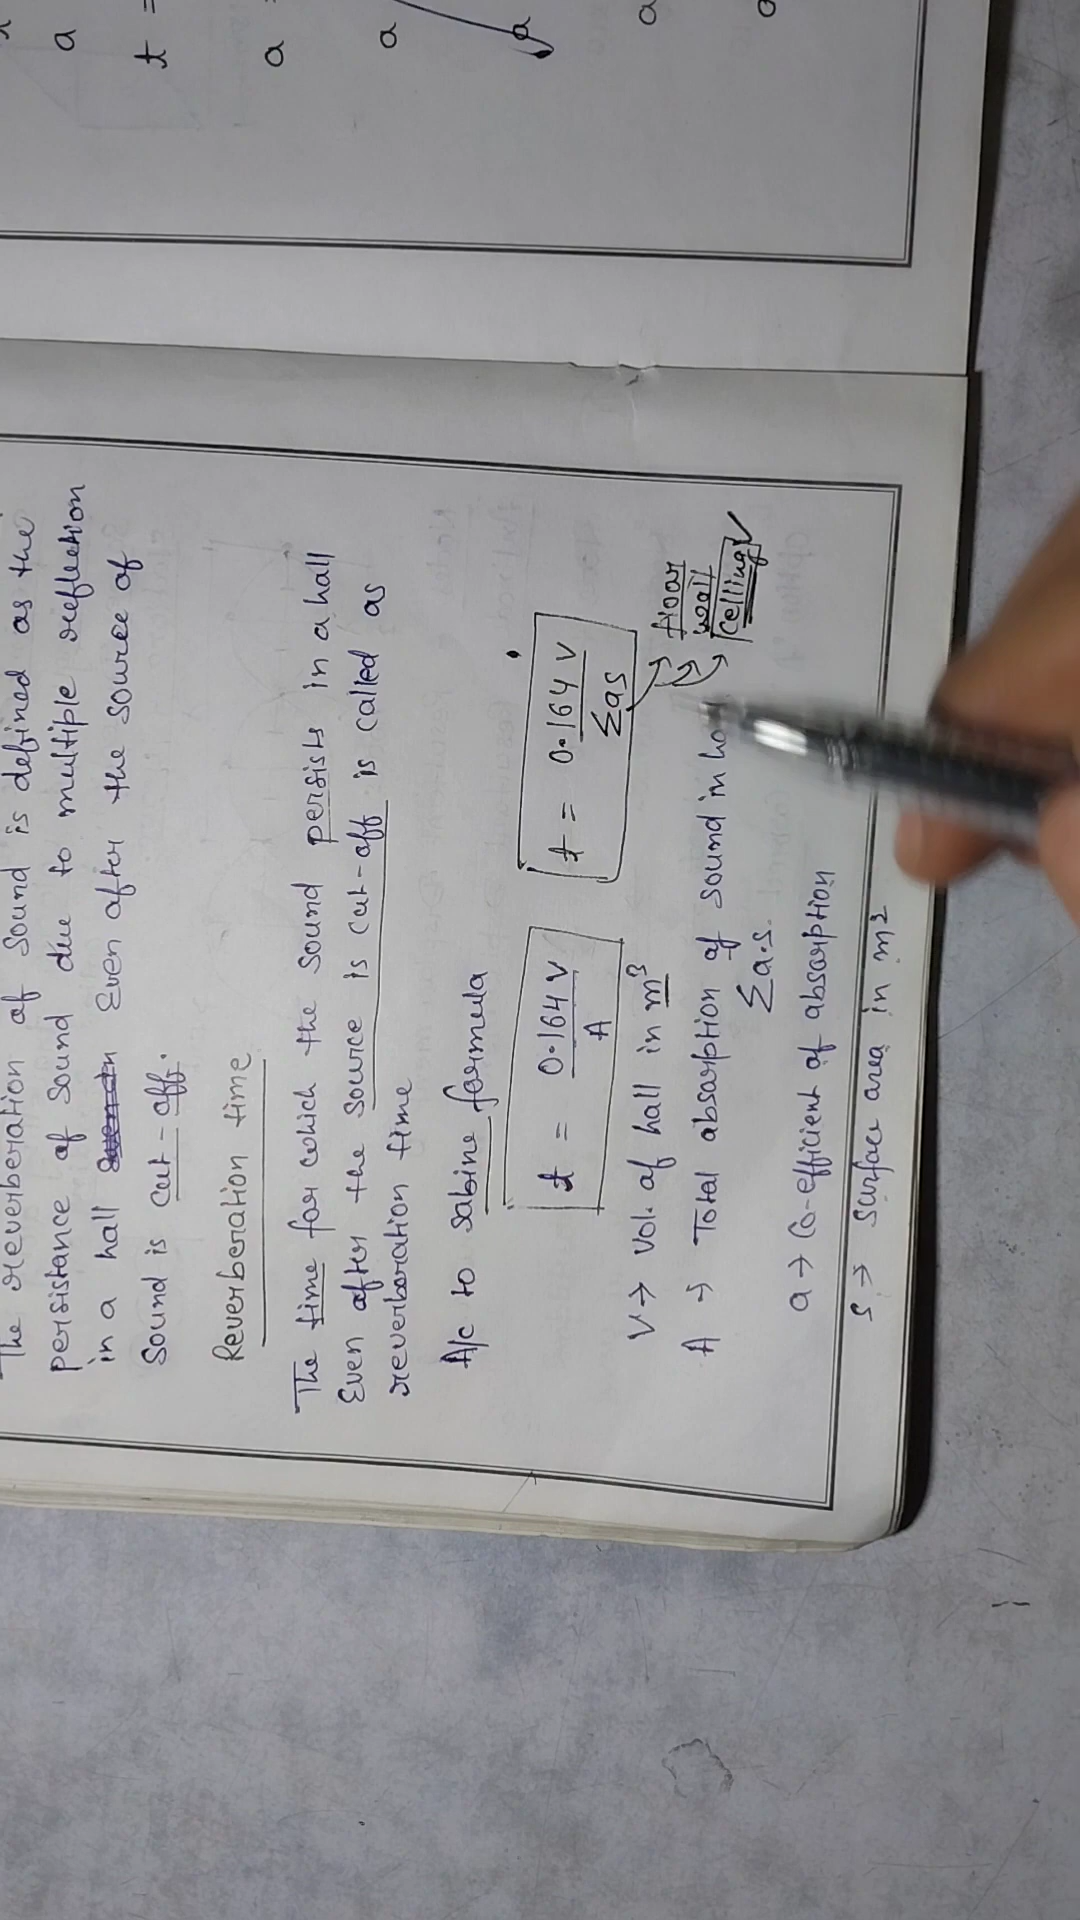 The reverberation of sound is defined as the
persistance of sound due to multiple reflection
in a hall Even after the source of
Sound is cut-off.
Reverberation time
The time for which the sound persists in a hall
Even after the source is cut-off is called as
reverberation time
A/c to sabine formula
t = 0.164 V / A
t = 0.164 V / ∑as
floor
wall
celling
V → Vol. of hall in m³
A → Total absorption of sound in
∑a.s
a → Co-efficient of absorption
s → surface area in m²
a
t =
a
a
a
a
a